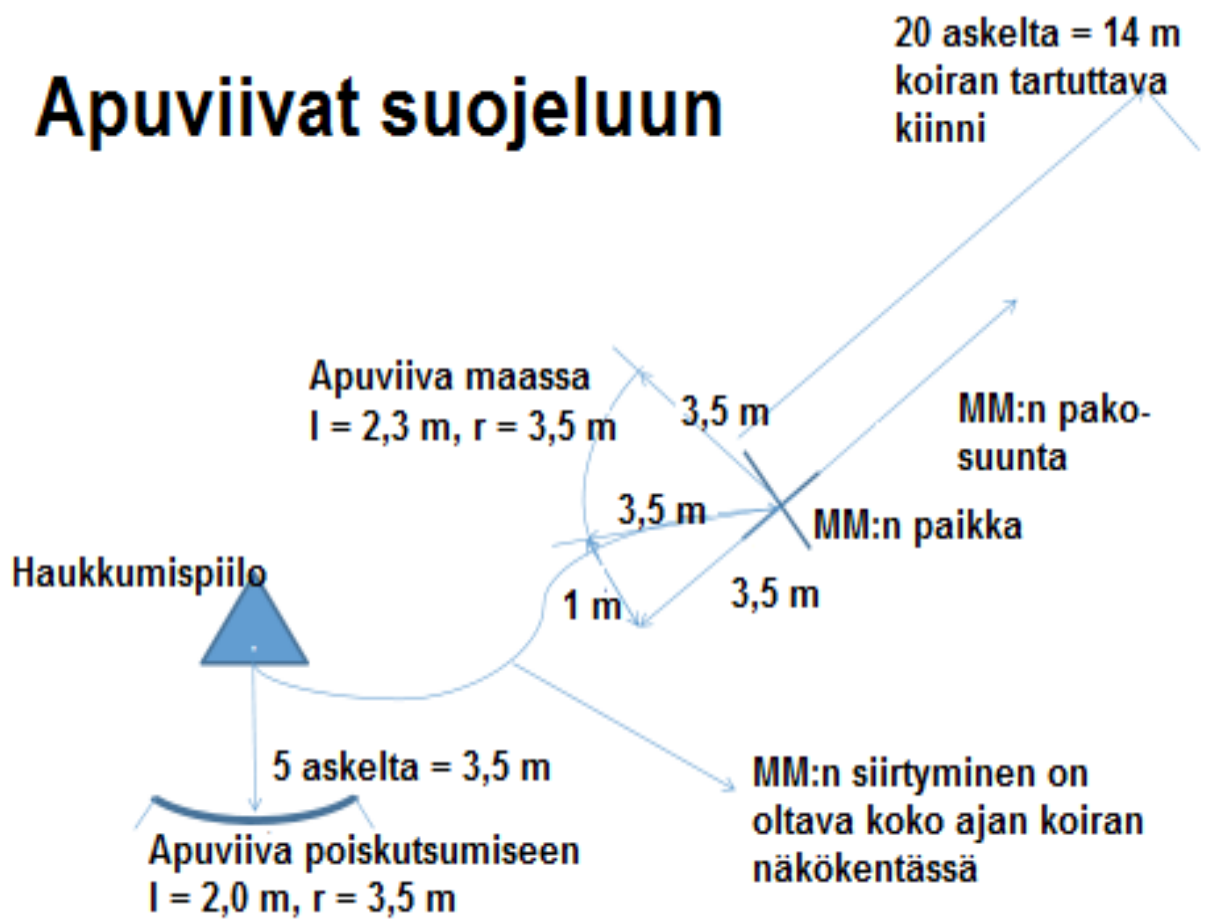 Apuviivat suojeluun
20 askelta = 14 m
koiran tartuttava
kiinni
Apuviiva maassa
l = 2,3 m, r = 3,5 m
3,5 m
MM:n pako-
suunta
3,5 m
MM:n paikka
Haukkumispiilo
1 m
3,5 m
5 askelta = 3,5 m
MM:n siirtyminen on
oltava koko ajan koiran
näkökentässä
Apuviiva poiskutsumiseen
l = 2,0 m, r = 3,5 m